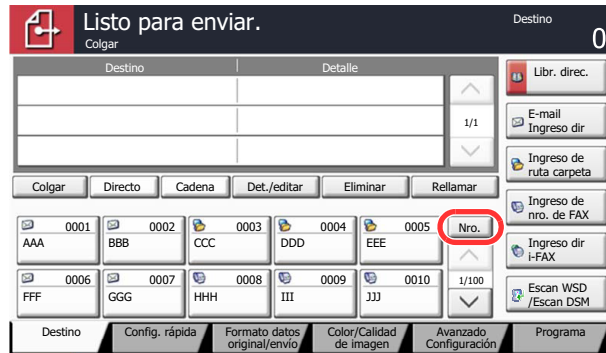 Listo para enviar.
Colgar
Destino
0
Destino Detalle
1/1
Libr. direc.
E-mail
Ingreso dir
Ingreso de
ruta carpeta
Ingreso de
nro. de FAX
Ingreso dir
i-FAX
Escan WSD
/Escan DSM
Colgar Directo Cadena Det./editar Eliminar Rellamar
0001 0002 0003 0004 0005 Nro.
AAA BBB CCC DDD EEE
0006 0007 0008 0009 0010 1/100
FFF GGG HHH III JJJ
Destino Config. rápida Formato datos Color/Calidad Avanzado Programa
original/envío de imagen Configuración